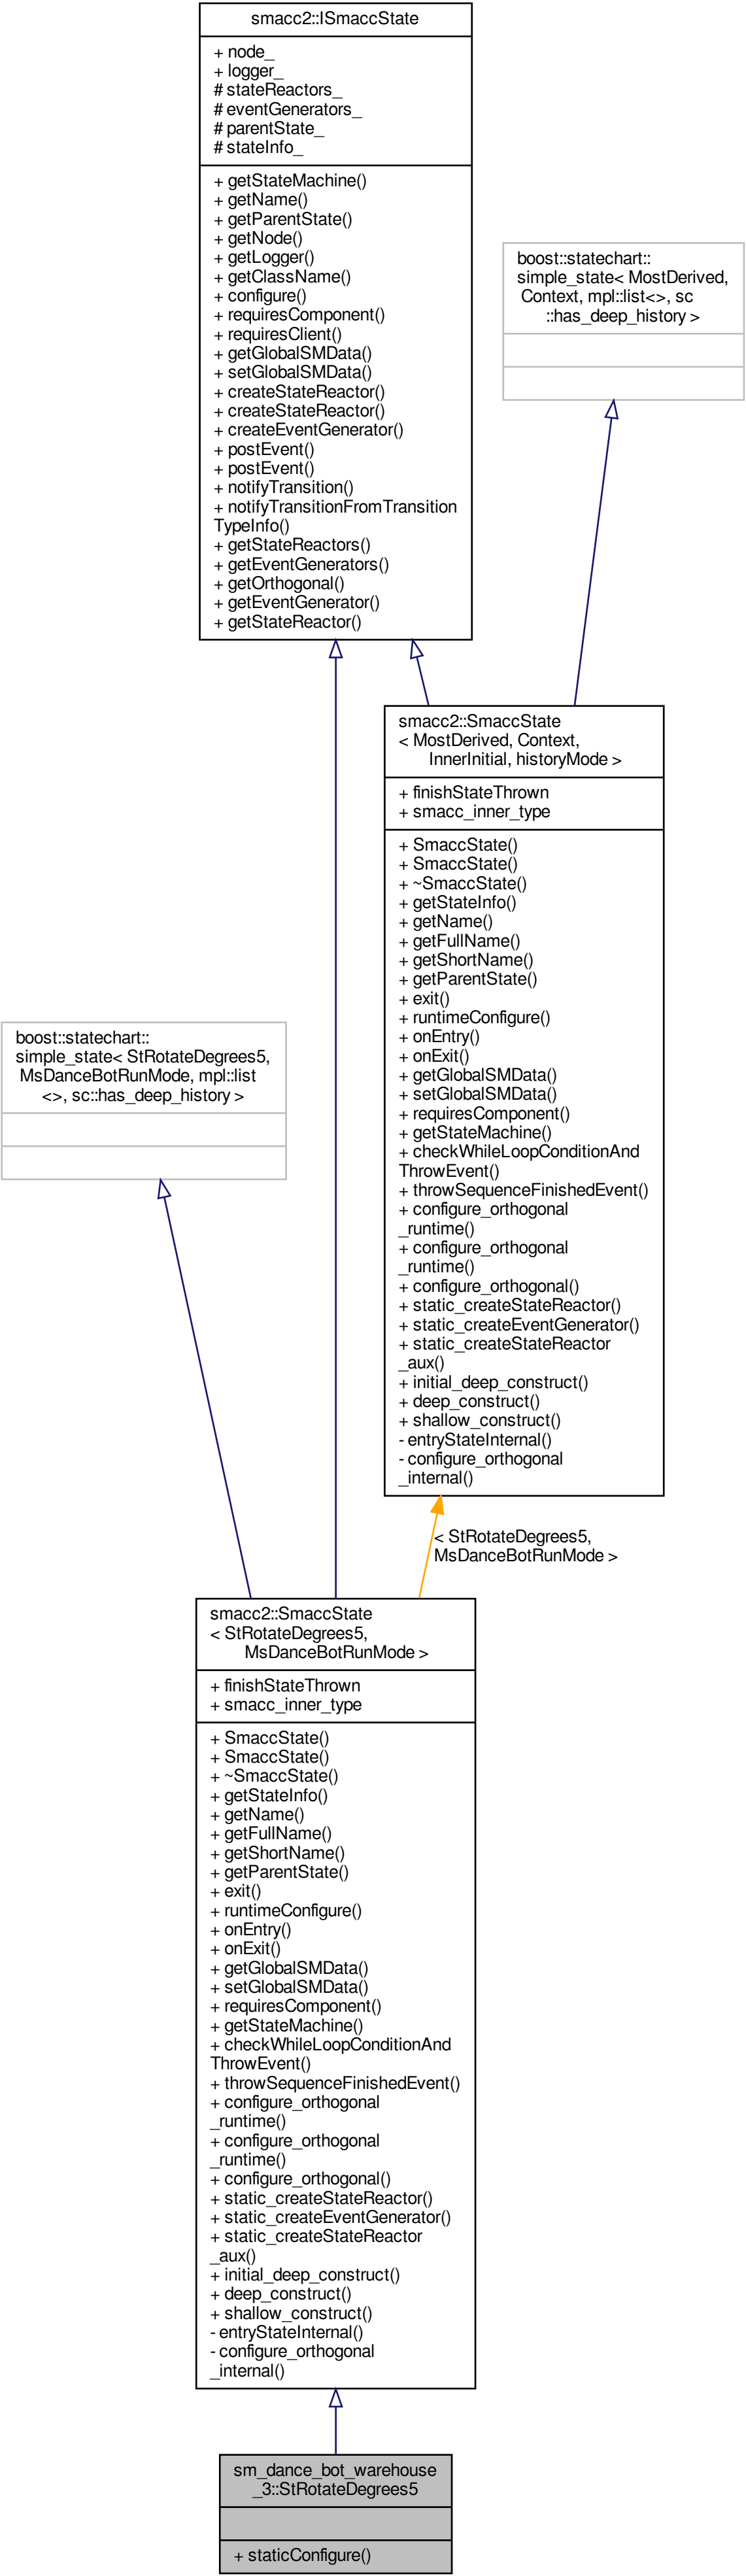 smacc2::ISmaccState
+ node_
+ logger_
# stateReactors_
# eventGenerators_
# parentState_
# stateInfo_
+ getStateMachine()
+ getName()
+ getParentState()
+ getNode()
+ getLogger()
+ getClassName()
+ configure()
+ requiresComponent()
+ requiresClient()
+ getGlobalSMData()
+ setGlobalSMData()
+ createStateReactor()
+ createStateReactor()
+ createEventGenerator()
+ postEvent()
+ postEvent()
+ notifyTransition()
+ notifyTransitionFromTransition
TypeInfo()
+ getStateReactors()
+ getEventGenerators()
+ getOrthogonal()
+ getEventGenerator()
+ getStateReactor()
boost::statechart::
simple_state< MostDerived,
Context, mpl::list<>, sc
::has_deep_history >
smacc2::SmaccState
< MostDerived, Context,
InnerInitial, historyMode >
+ finishStateThrown
+ smacc_inner_type
+ SmaccState()
+ SmaccState()
+ ~SmaccState()
+ getStateInfo()
+ getName()
+ getFullName()
+ getShortName()
+ getParentState()
+ exit()
+ runtimeConfigure()
+ onEntry()
+ onExit()
+ getGlobalSMData()
+ setGlobalSMData()
+ requiresComponent()
+ getStateMachine()
+ checkWhileLoopConditionAnd
ThrowEvent()
+ throwSequenceFinishedEvent()
+ configure_orthogonal
_runtime()
+ configure_orthogonal
_runtime()
+ configure_orthogonal()
+ static_createStateReactor()
+ static_createEventGenerator()
+ static_createStateReactor
_aux()
+ initial_deep_construct()
+ deep_construct()
+ shallow_construct()
- entryStateInternal()
- configure_orthogonal
_internal()
boost::statechart::
simple_state< StRotateDegrees5,
MsDanceBotRunMode, mpl::list
<>, sc::has_deep_history >
< StRotateDegrees5,
MsDanceBotRunMode >
smacc2::SmaccState
< StRotateDegrees5,
MsDanceBotRunMode >
+ finishStateThrown
+ smacc_inner_type
+ SmaccState()
+ SmaccState()
+ ~SmaccState()
+ getStateInfo()
+ getName()
+ getFullName()
+ getShortName()
+ getParentState()
+ exit()
+ runtimeConfigure()
+ onEntry()
+ onExit()
+ getGlobalSMData()
+ setGlobalSMData()
+ requiresComponent()
+ getStateMachine()
+ checkWhileLoopConditionAnd
ThrowEvent()
+ throwSequenceFinishedEvent()
+ configure_orthogonal
_runtime()
+ configure_orthogonal
_runtime()
+ configure_orthogonal()
+ static_createStateReactor()
+ static_createEventGenerator()
+ static_createStateReactor
_aux()
+ initial_deep_construct()
+ deep_construct()
+ shallow_construct()
- entryStateInternal()
- configure_orthogonal
_internal()
sm_dance_bot_warehouse
_3::StRotateDegrees5
+ staticConfigure()